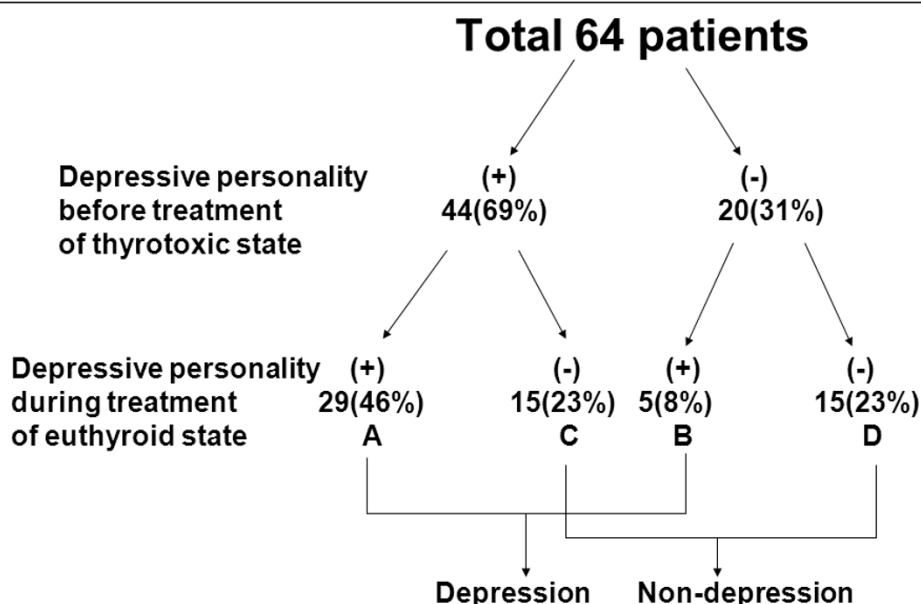 Total 64 patients
Depressive personality
before treatment
of thyrotoxic state
(+)
44(69%)
(-)
20(31%)
Depressive personality
during treatment
of euthyroid state
(+)
29(46%)
A
(-)
15(23%)
C
(+)
5(8%)
B
(-)
15(23%)
D
Depression
Non-depression